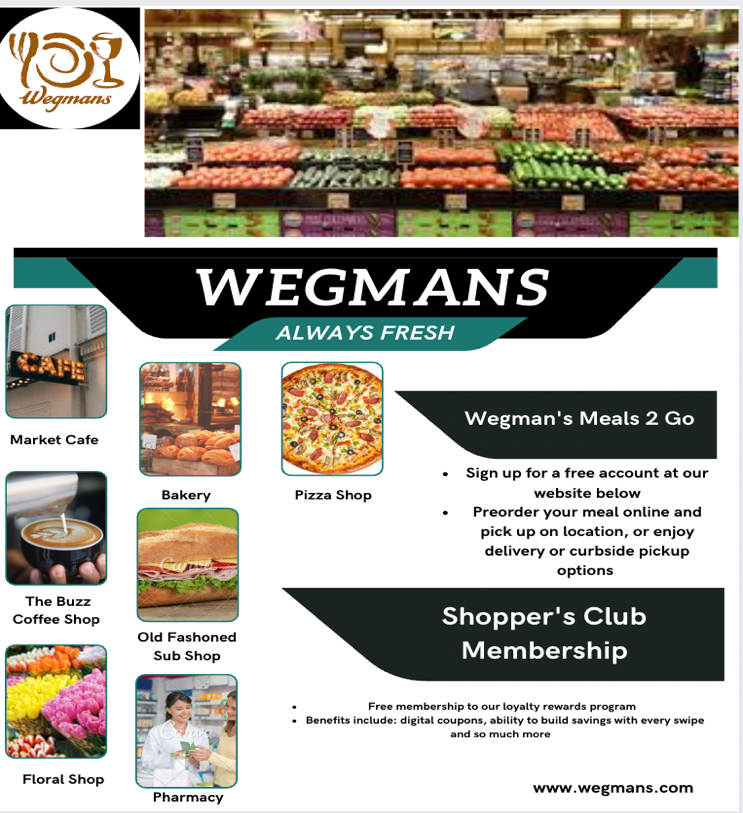 Wegmans
WEGMANS
ALWAYS FRESH
CAFE
Market Cafe
Bakery
Pizza Shop
Wegman's Meals 2 Go
• Sign up for a free account at our
website below
• Preorder your meal online and
pick up on location, or enjoy
delivery or curbside pickup
options
The Buzz
Coffee Shop
Canva
Old Fashoned
Sub Shop
Shopper's Club
Membership
• Free membership to our loyalty rewards program
• Benefits include: digital coupons, ability to build savings with every swipe
and so much more
Floral Shop
Pharmacy
www.wegmans.com